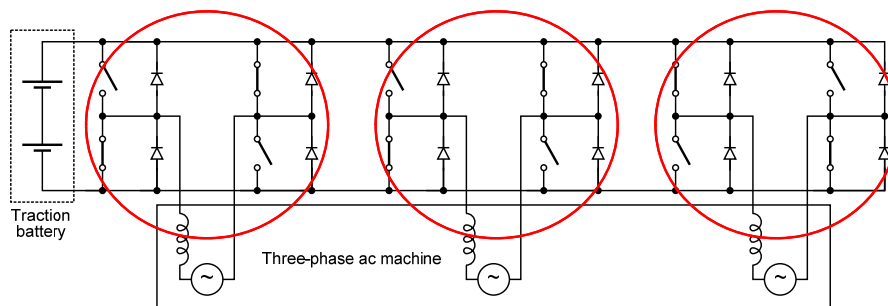 Traction
battery
Three-phase ac machine
~
~
~